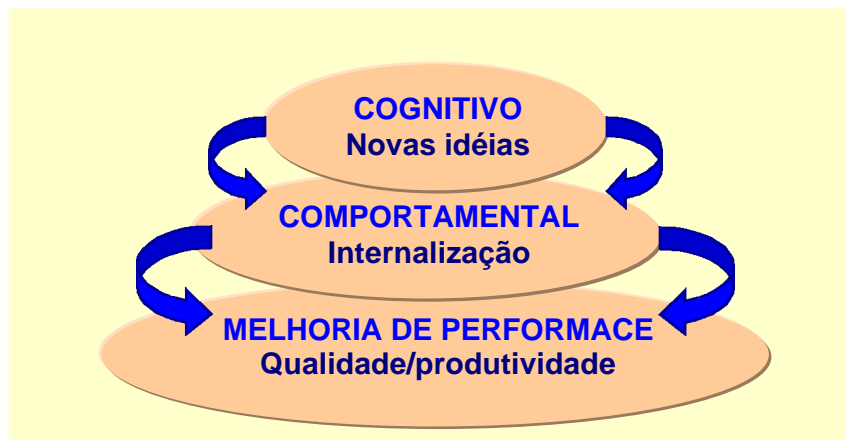 COGNITIVO
Novas idéias
COMPORTAMENTAL
Internalização
MELHORIA DE PERFORMACE
Qualidade/produtividade